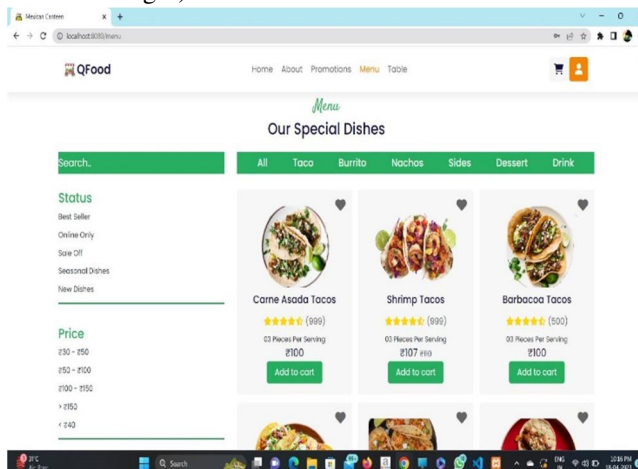 Mexican Canteen
localhost:8080/menu
QFood
Home About Promotions Menu Table
Menu
Our Special Dishes
Search..
All Taco Burrito Nachos Sides Dessert Drink
Status
Best Seller
Online Only
Sale Off
Seasonal Dishes
New Dishes
Price
₹30 - ₹50
₹50 - ₹100
₹100 - ₹150
> ₹150
< ₹40
Carne Asada Tacos
(999)
03 Pieces Per Serving
₹100
Add to cart
Shrimp Tacos
(999)
03 Pieces Per Serving
₹107
Add to cart
Barbacoa Tacos
(500)
03 Pieces Per Serving
₹100
Add to cart
Search
ENG
10:16 PM